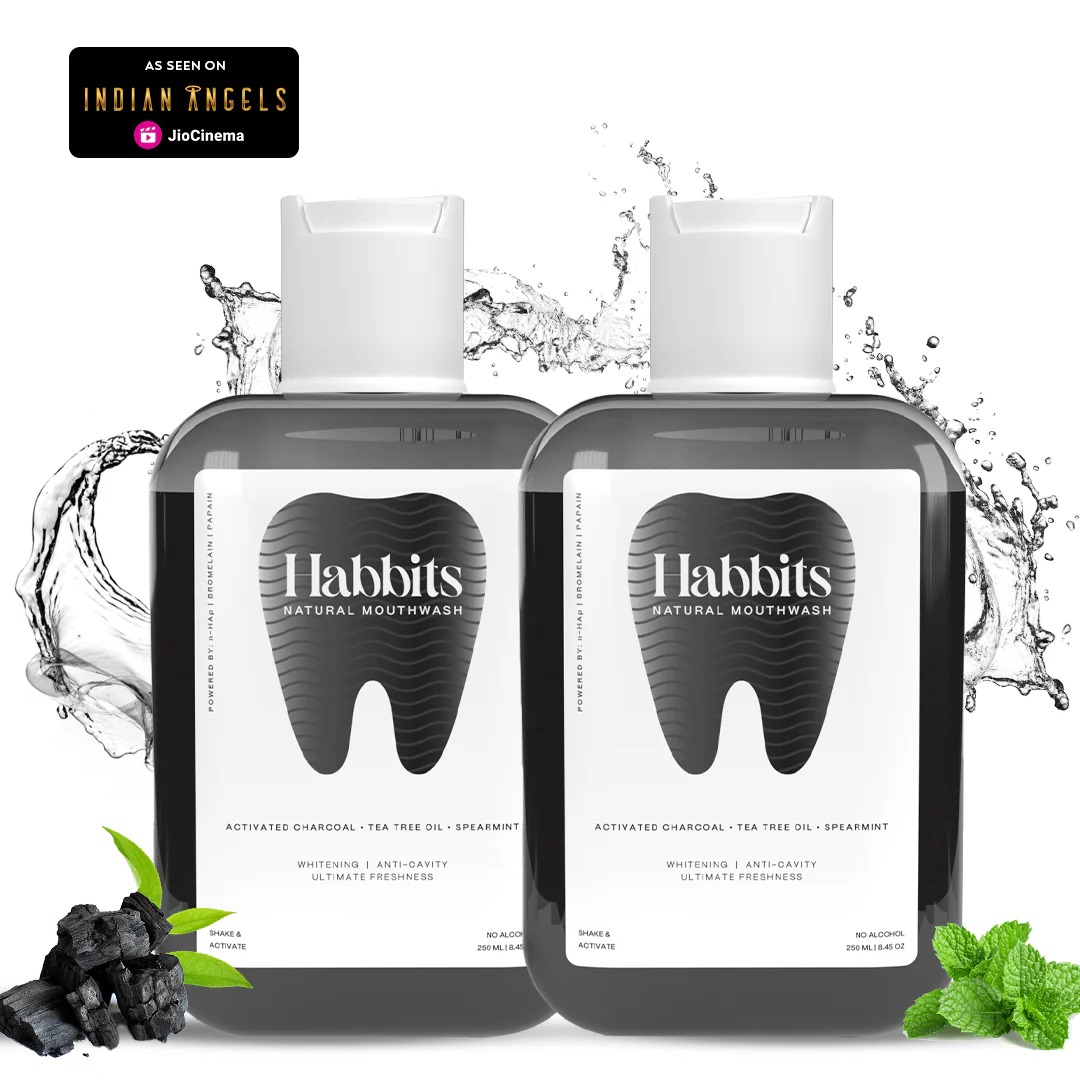 AS SEEN ON
INDIAN ANGELS
JioCinema
POWERED BY: n-HAp | BROMELAIN | PAPAIN
Habbits
NATURAL MOUTHWASH
ACTIVATED CHARCOAL • TEA TREE OIL • SPEARMINT
WHITENING | ANTI-CAVITY
ULTIMATE FRESHNESS
SHAKE &
ACTIVATE
NO ALCOH
250 ML | 8.45
POWERED BY: n-HAp | BROMELAIN | PAPAIN
Habbits
NATURAL MOUTHWASH
ACTIVATED CHARCOAL • TEA TREE OIL • SPEARMINT
WHITENING | ANTI-CAVITY
ULTIMATE FRESHNESS
SHAKE &
ACTIVATE
NO ALCOHOL
250 ML | 8.45 OZ